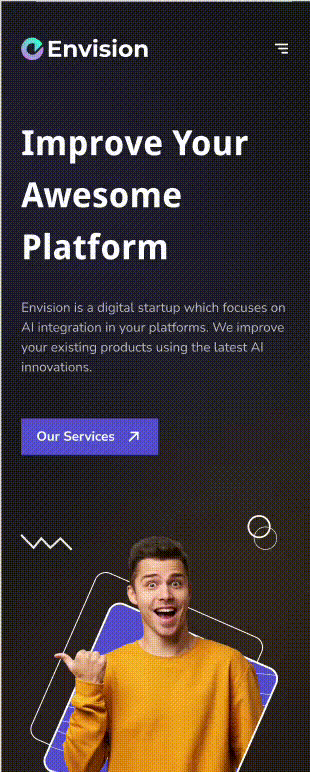 Envision
Improve Your
Awesome
Platform
Envision is a digital startup which focuses on
AI integration in your platforms. We improve
your existing products using the latest AI
innovations.
Our Services